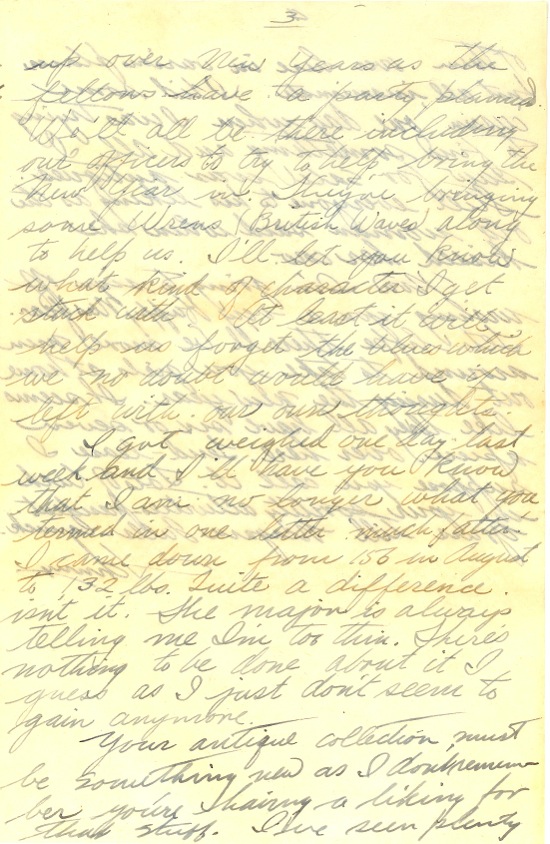 3
up over New Years as the
fellows have a party planned.
We'll all be there including
our officers to try to help bring the
New Year in. They're bringing
some Wrens (British Waves) along
to help us. I'll let you know
what kind of character I get
stuck with. At least it will
help us forget the blues which
we no doubt would have if
left with our own thoughts.
I got weighed one day last
week and I'll have you know
that I am no longer what you
termed in one letter "much fatter."
I came down from 156 in August
to 132 lbs. Quite a difference
isn't it. The major is always
telling me I'm too thin. There's
nothing to be done about it I
guess as I just don't seem to
gain anymore.
Your antique collection must
be something new as I don't remem-
ber you're having a liking for
that stuff. I've seen plenty